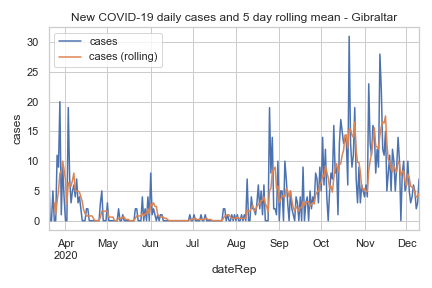 New COVID-19 daily cases and 5 day rolling mean - Gibraltar
cases
cases (rolling)
30
25
20
15
10
5
0
cases
Apr May Jun Jul Aug Sep Oct Nov Dec
2020
dateRep